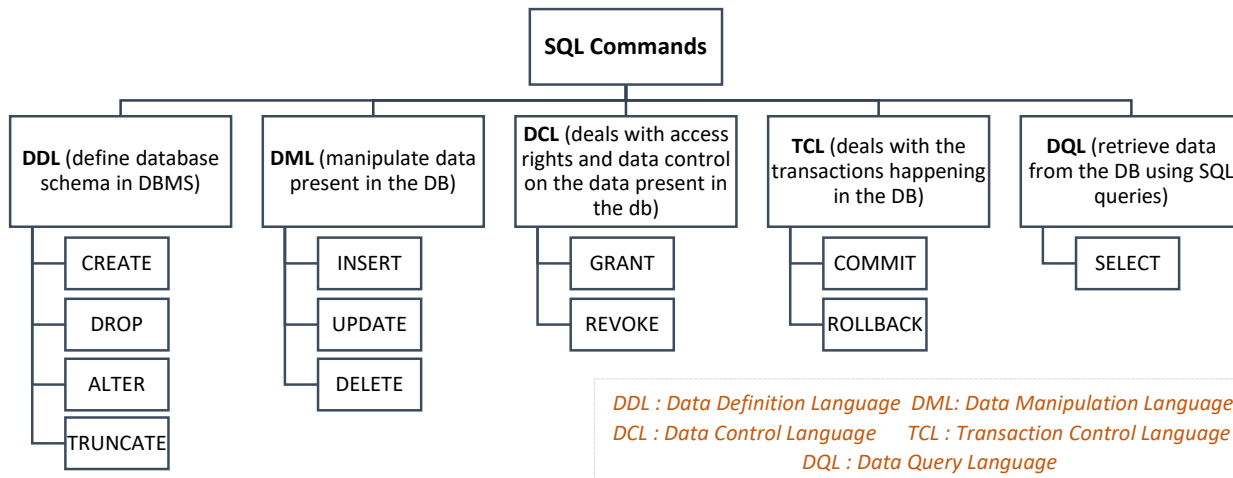 SQL Commands
DDL (define database
schema in DBMS)
CREATE
DROP
ALTER
TRUNCATE
DML (manipulate data
present in the DB)
INSERT
UPDATE
DELETE
DCL (deals with access
rights and data control
on the data present in
the db)
GRANT
REVOKE
TCL (deals with the
transactions happening
in the DB)
COMMIT
ROLLBACK
DQL (retrieve data
from the DB using SQL
queries)
SELECT
DDL : Data Definition Language DML: Data Manipulation Language
DCL : Data Control Language TCL : Transaction Control Language
DQL : Data Query Language